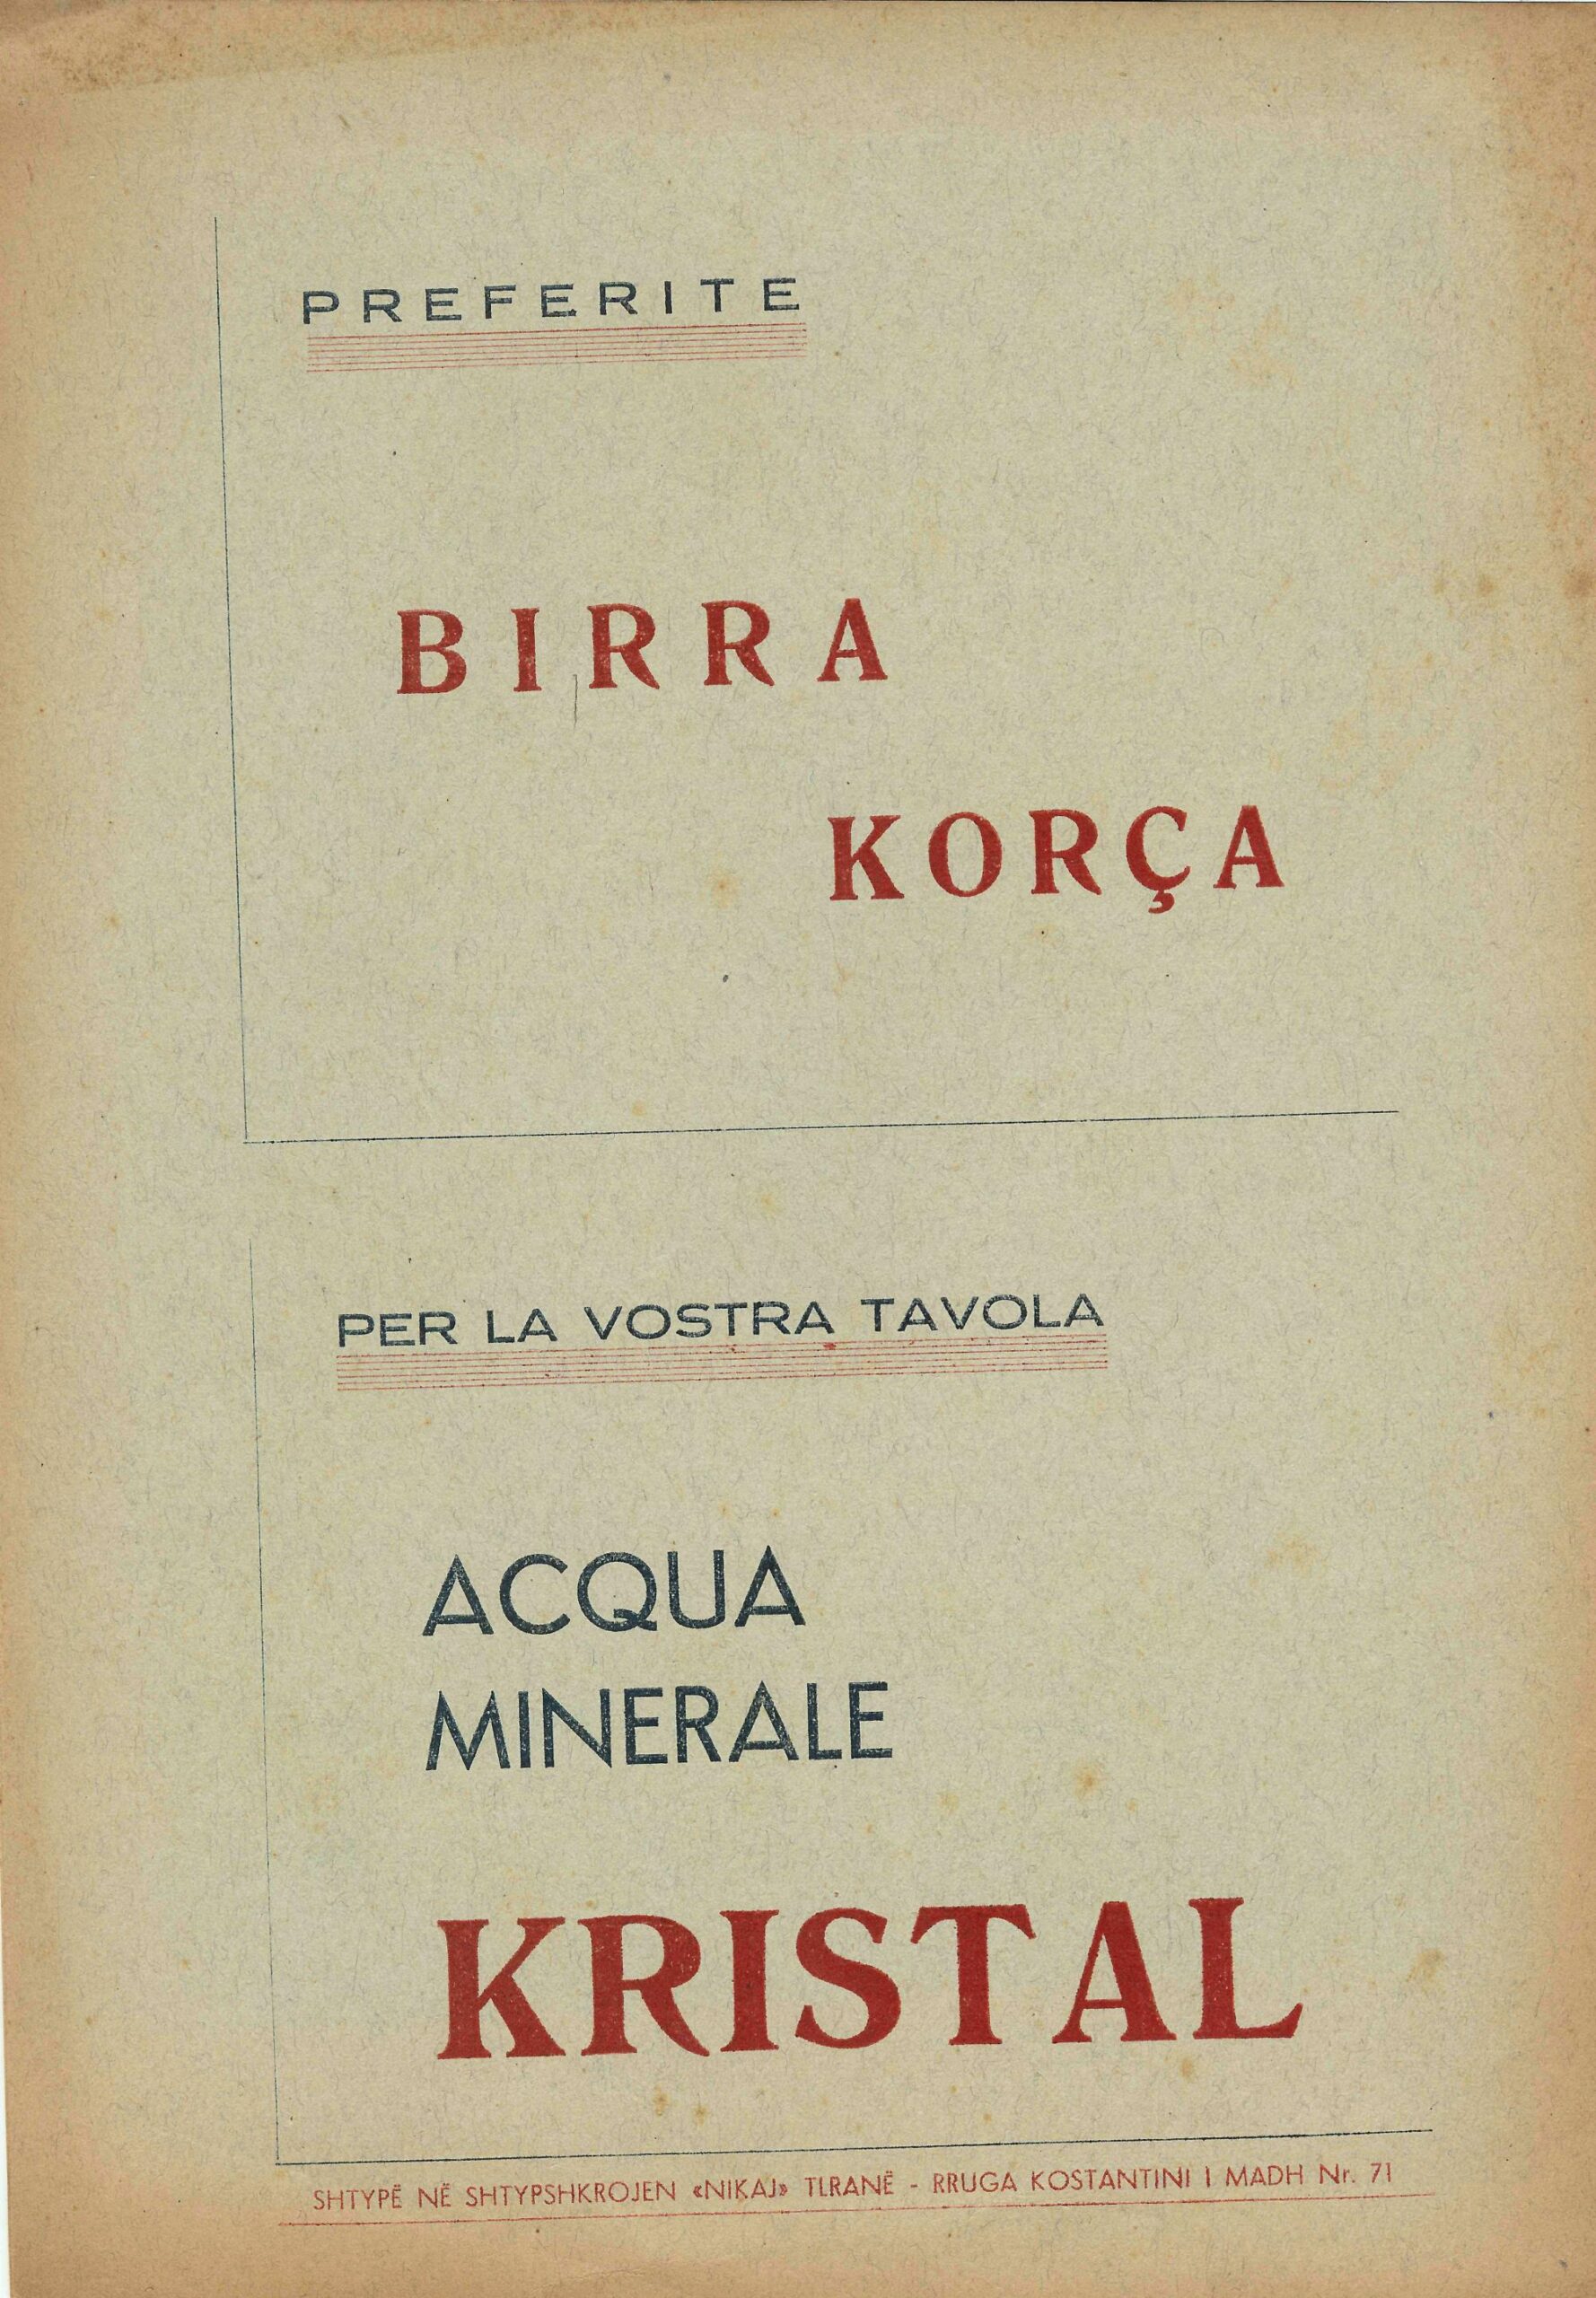 PREFERITE
BIRRA
KORÇA
PER LA VOSTRA TAVOLA
ACQUA
MINERALE
KRISTAL
SHTYPË NË SHTYPSHKROJEN «NIKAJ» TLRANË - RRUGA KOSTANTINI I MADH Nr. 71